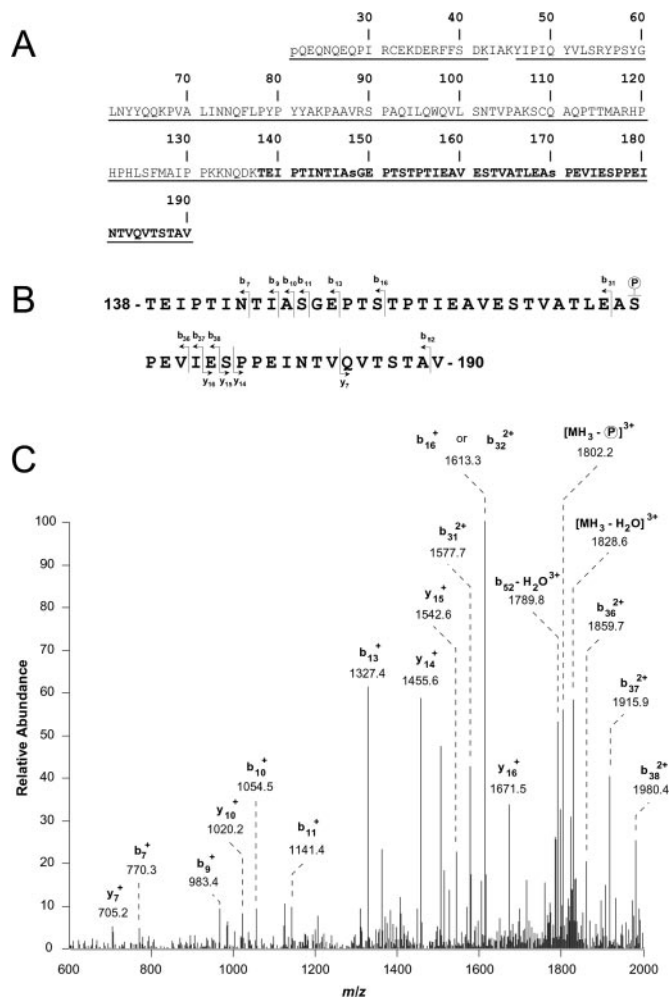 A
30 40 50 60
pQEQNQEQPI RCEKDERFFS DKIAKYIPIQ YVLSRYPSYG
70 80 90 100 110 120
LNYYQQKPVA LINNQFLPYP YYAKPAAVRS PAQILQWQVL SNTVPAKSCQ AQPTTMARHP
130 140 150 160 170 180
HPHLSFMAIP PKKNQDKTEI PTINTIAsGE PTSTPTIEAV ESTVATLEAs PEVIESPPEI
190
NTVQVTSTAV
B
b7 b9 b10 b11 b13 b16 b31 P
138 - TEIPTINTIASGEPTSTPTIEAVESTVATLEAS
b36 b37 b38 b52
PEVIESPPEINTVQVTSTAV - 190
y16 y15 y14 y7
C
b16+ or b32 2+
1613.3
[MH3 - P]3+
1802.2
[MH3 - H2O]3+
1828.6
b31 2+
1577.7
b52 - H2O 3+
1789.8
y15+
1542.6
b36 2+
1859.7
b13+
1327.4
y14+
1455.6
b37 2+
1915.9
b10+
1054.5
y16+
1671.5
b38 2+
1980.4
y10+
1020.2
b11+
1141.4
b7+
770.3
b9+
983.4
y7+
705.2
Relative Abundance
100
90
80
70
60
50
40
30
20
10
0
600 800 1000 1200 1400 1600 1800 2000
m/z